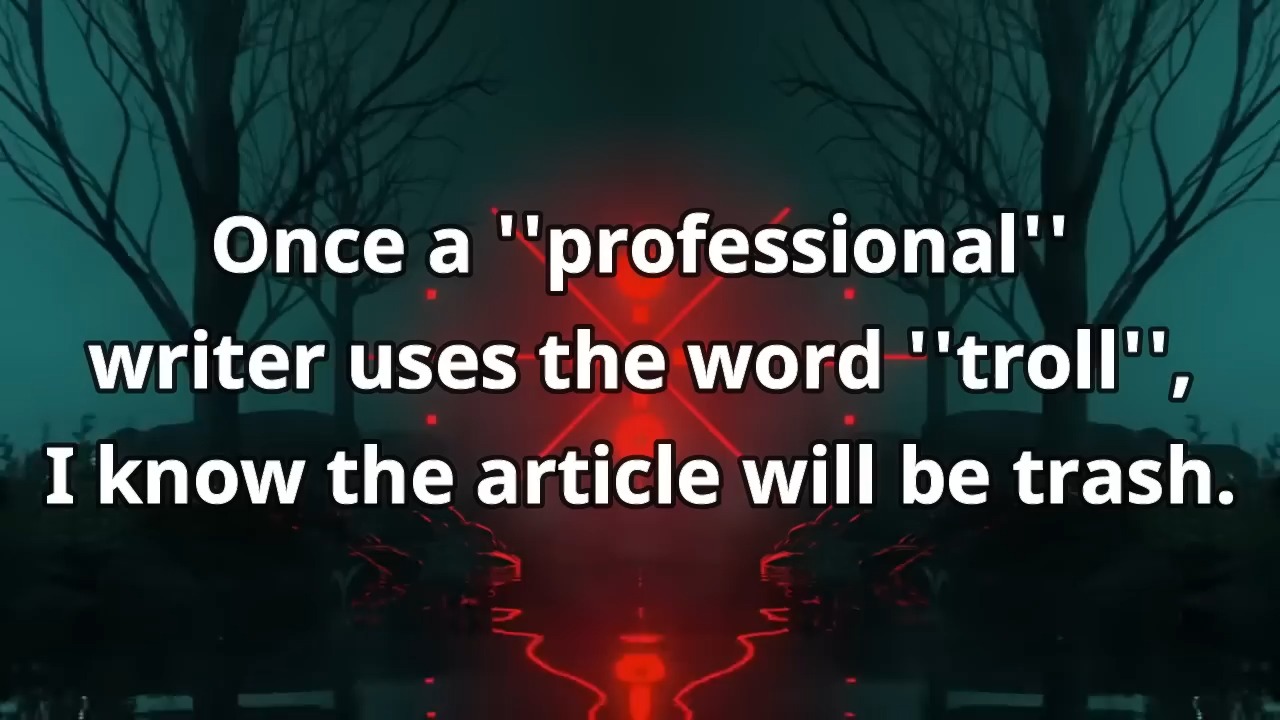 Once a ''professional''
writer uses the word ''troll'',
I know the article will be trash.